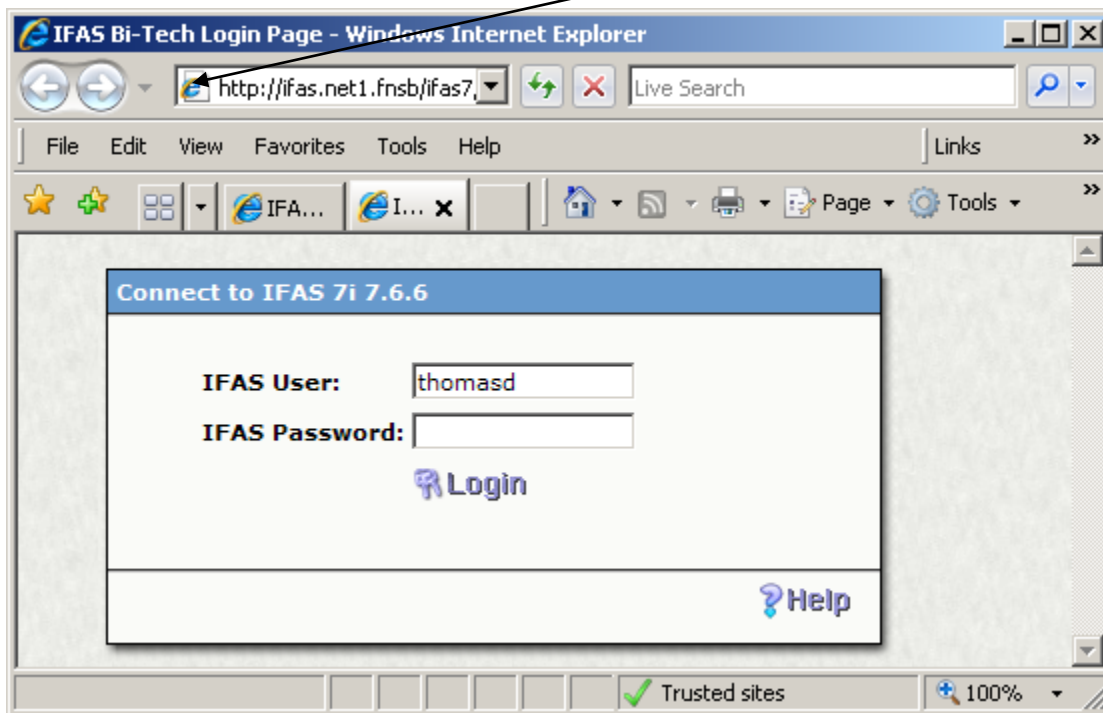 IFAS Bi-Tech Login Page - Windows Internet Explorer
http://ifas.net1.fnsb/ifas7, Live Search
File Edit View Favorites Tools Help Links »
IFA... I... Page Tools »
Connect to IFAS 7i 7.6.6
IFAS User: thomasd
IFAS Password:
Login
Help
Trusted sites 100%